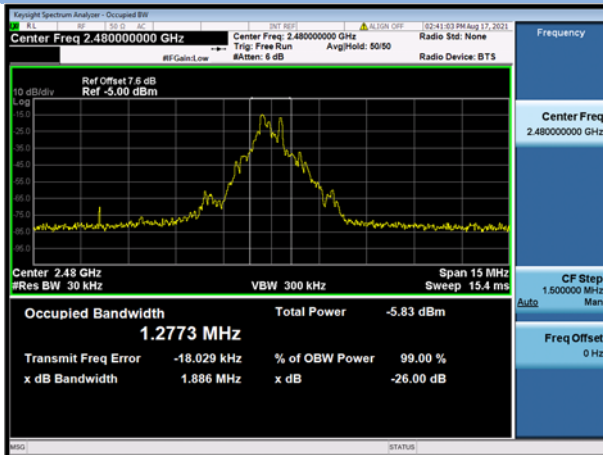 Keysight Spectrum Analyzer - Occupied BW
RL RF 50 Ω AC INT REF ALIGN OFF 02:41:03 PM Aug 17, 2021
Center Freq 2.480000000 GHz
Center Freq: 2.480000000 GHz
Radio Std: None
Trig: Free Run Avg|Hold: 50/50
#IFGain:Low #Atten: 6 dB Radio Device: BTS
Ref Offset 7.6 dB
10 dB/div Ref -5.00 dBm
Log
-15.0
-25.0
-35.0
-45.0
-55.0
-65.0
-75.0
-85.0
-95.0
Center 2.48 GHz Span 15 MHz
#Res BW 30 kHz VBW 300 kHz Sweep 15.4 ms
Occupied Bandwidth Total Power -5.83 dBm
1.2773 MHz
Transmit Freq Error -18.029 kHz % of OBW Power 99.00 %
x dB Bandwidth 1.886 MHz x dB -26.00 dB
MSG STATUS
Frequency
Center Freq
2.480000000 GHz
CF Step
1.500000 MHz
Auto Man
Freq Offset
0 Hz